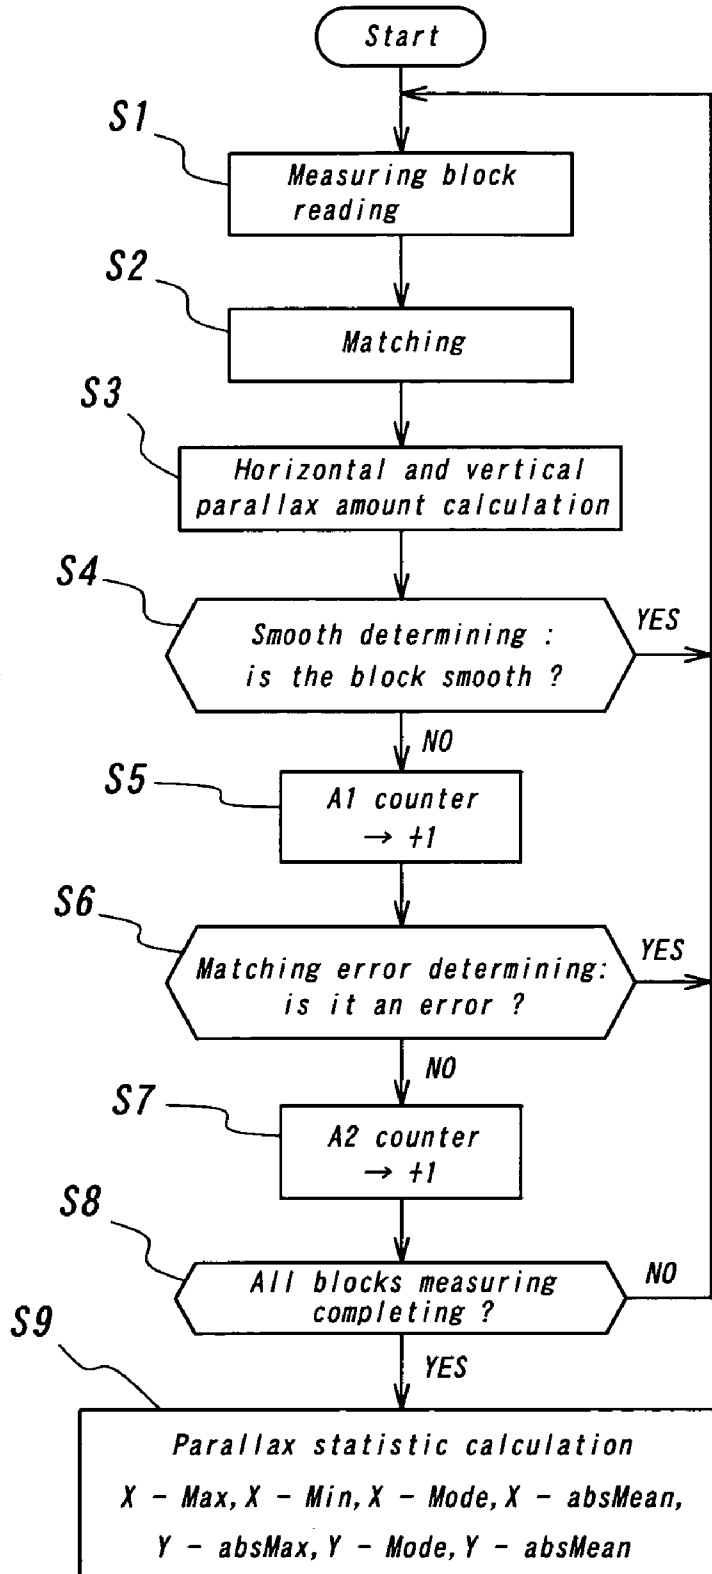 Start
S1
Measuring block
reading
S2
Matching
S3
Horizontal and vertical
parallax amount calculation
S4
Smooth determining :
is the block smooth ?
YES
NO
S5
A1 counter
→ +1
S6
Matching error determining:
is it an error ?
YES
NO
S7
A2 counter
→ +1
S8
All blocks measuring
completing ?
NO
YES
S9
Parallax statistic calculation
X - Max, X - Min, X - Mode, X - absMean,
Y - absMax, Y - Mode, Y - absMean